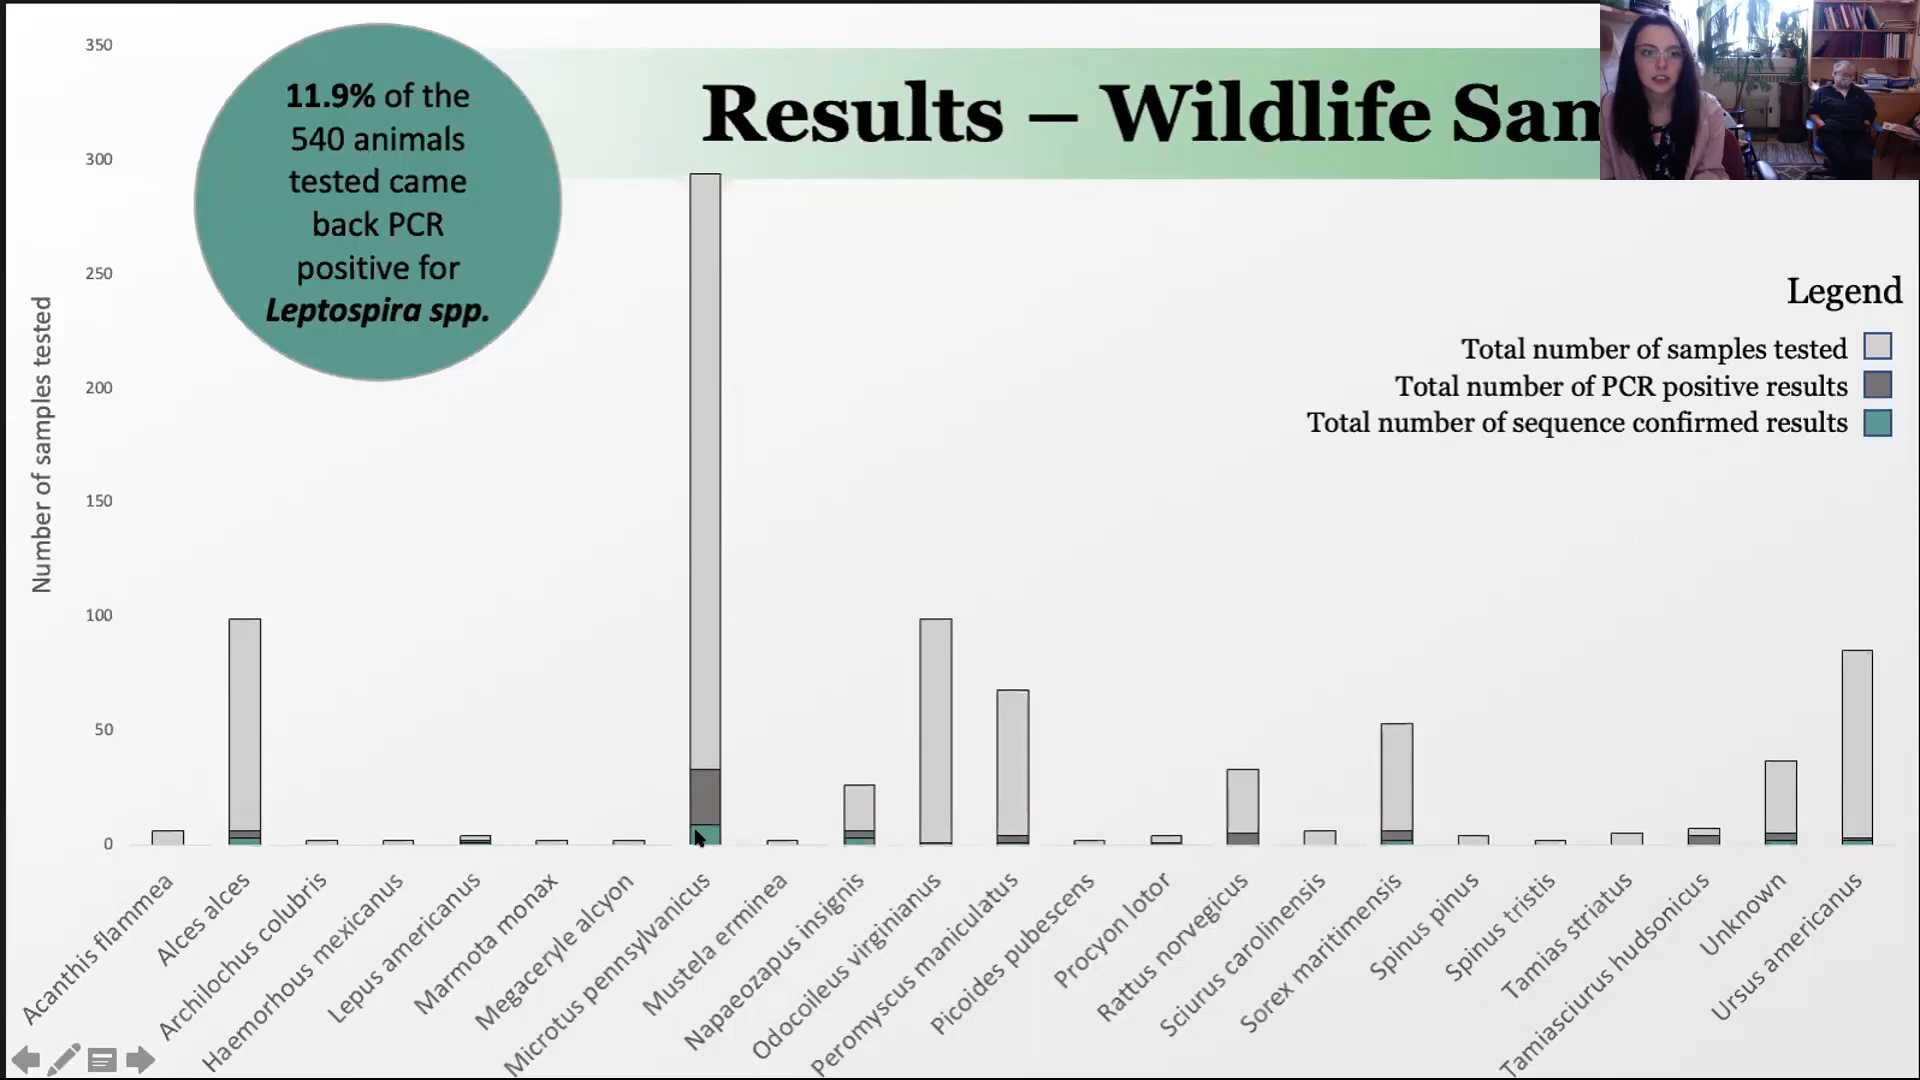 Results – Wildlife Sam
11.9% of the
540 animals
tested came
back PCR
positive for
Leptospira spp.
Legend
Total number of samples tested
Total number of PCR positive results
Total number of sequence confirmed results
Number of samples tested
350
300
250
200
150
100
50
0
Acanthis flammea
Alces alces
Archilochus colubris
Haemorhous mexicanus
Lepus americanus
Marmota monax
Megaceryle alcyon
Microtus pennsylvanicus
Mustela erminea
Napaeozapus insignis
Odocoileus virginianus
Peromyscus maniculatus
Picoides pubescens
Procyon lotor
Rattus norvegicus
Sciurus carolinensis
Sorex maritimensis
Spinus pinus
Spinus tristis
Tamias striatus
Tamiasciurus hudsonicus
Unknown
Ursus americanus